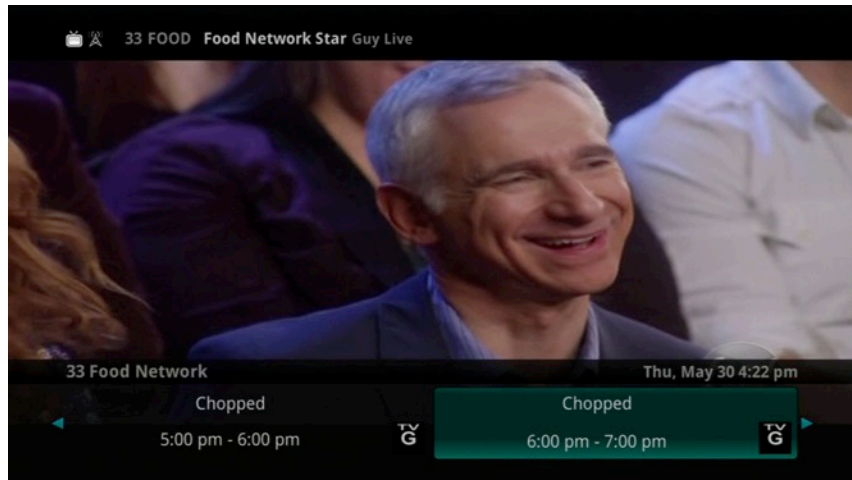 33 FOOD Food Network Star Guy Live
33 Food Network Thu, May 30 4:22 pm
Chopped Chopped
5:00 pm - 6:00 pm TV G 6:00 pm - 7:00 pm TV G